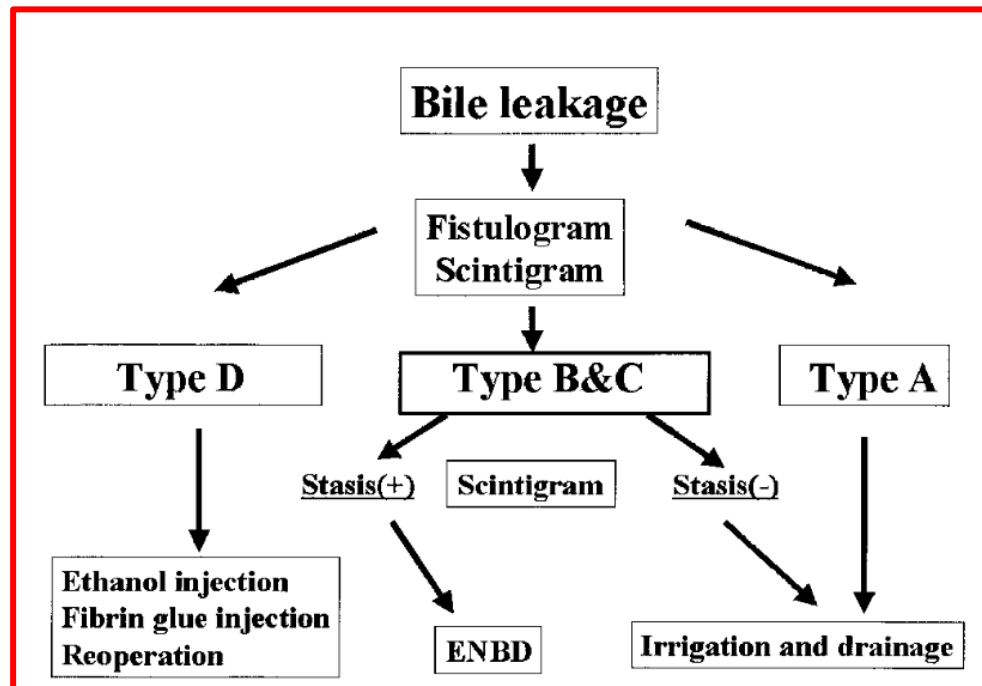 Bile leakage
Fistulogram
Scintigram
Type D
Type B&C
Type A
Stasis(+)
Scintigram
Stasis(-)
Ethanol injection
Fibrin glue injection
Reoperation
ENBD
Irrigation and drainage